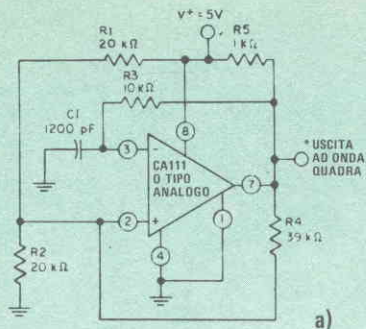 R1
20 kΩ
V⁺ = 5V
R5
1 kΩ
R3
10 kΩ
C1
1200 pF
8
3
−
CA111
O TIPO
ANALOGO
7
+ USCITA
AD ONDA
QUADRA
2
+
1
4
R2
20 kΩ
R4
39 kΩ
a)